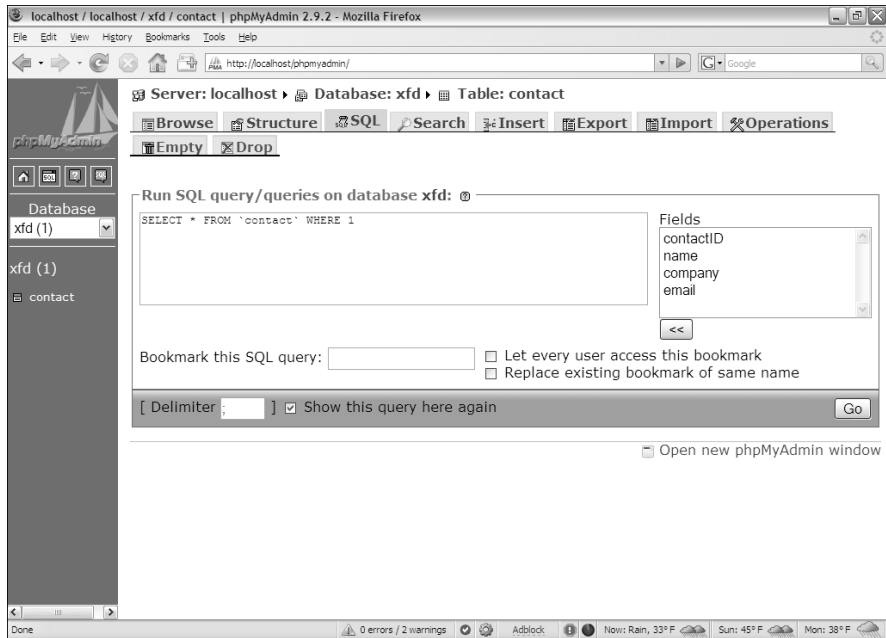 localhost / localhost / xfd / contact | phpMyAdmin 2.9.2 - Mozilla Firefox
File Edit View History Bookmarks Tools Help
http://localhost/phpmyadmin/
G Google
phpMyAdmin
Server: localhost Database: xfd Table: contact
Browse Structure SQL Search Insert Export Import Operations
Empty Drop
Database
xfd (1)
xfd (1)
contact
Run SQL query/queries on database xfd:
SELECT * FROM `contact` WHERE 1
Fields
contactID
name
company
email
<<
Bookmark this SQL query:
Let every user access this bookmark
Replace existing bookmark of same name
[ Delimiter ; ] Show this query here again
Go
Open new phpMyAdmin window
Done
0 errors / 2 warnings
Adblock
Now: Rain, 33° F
Sun: 45° F
Mon: 38° F